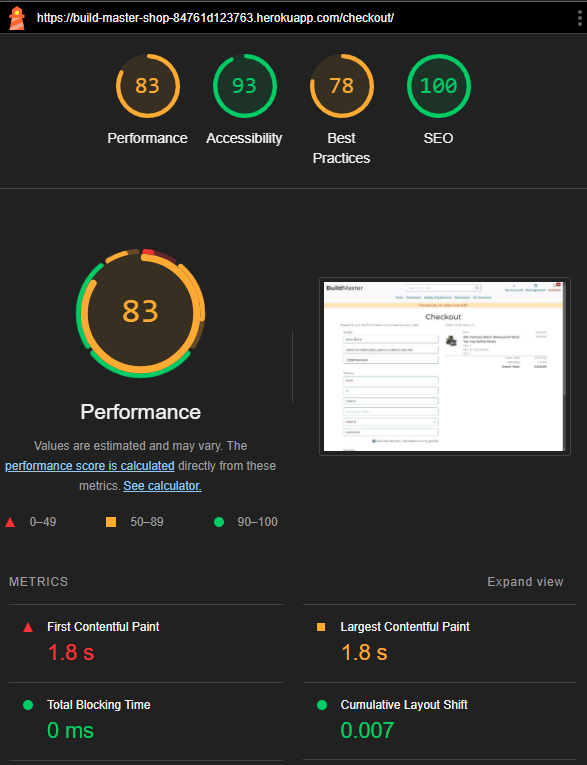 https://build-master-shop-84761d123763.herokuapp.com/checkout/
83
93
78
100
Performance
Accessibility
Best
Practices
SEO
83
BuildMaster
Checkout
Performance
Values are estimated and may vary. The
performance score is calculated directly from these
metrics. See calculator.
0–49
50–89
90–100
METRICS
Expand view
First Contentful Paint
1.8 s
Largest Contentful Paint
1.8 s
Total Blocking Time
0 ms
Cumulative Layout Shift
0.007